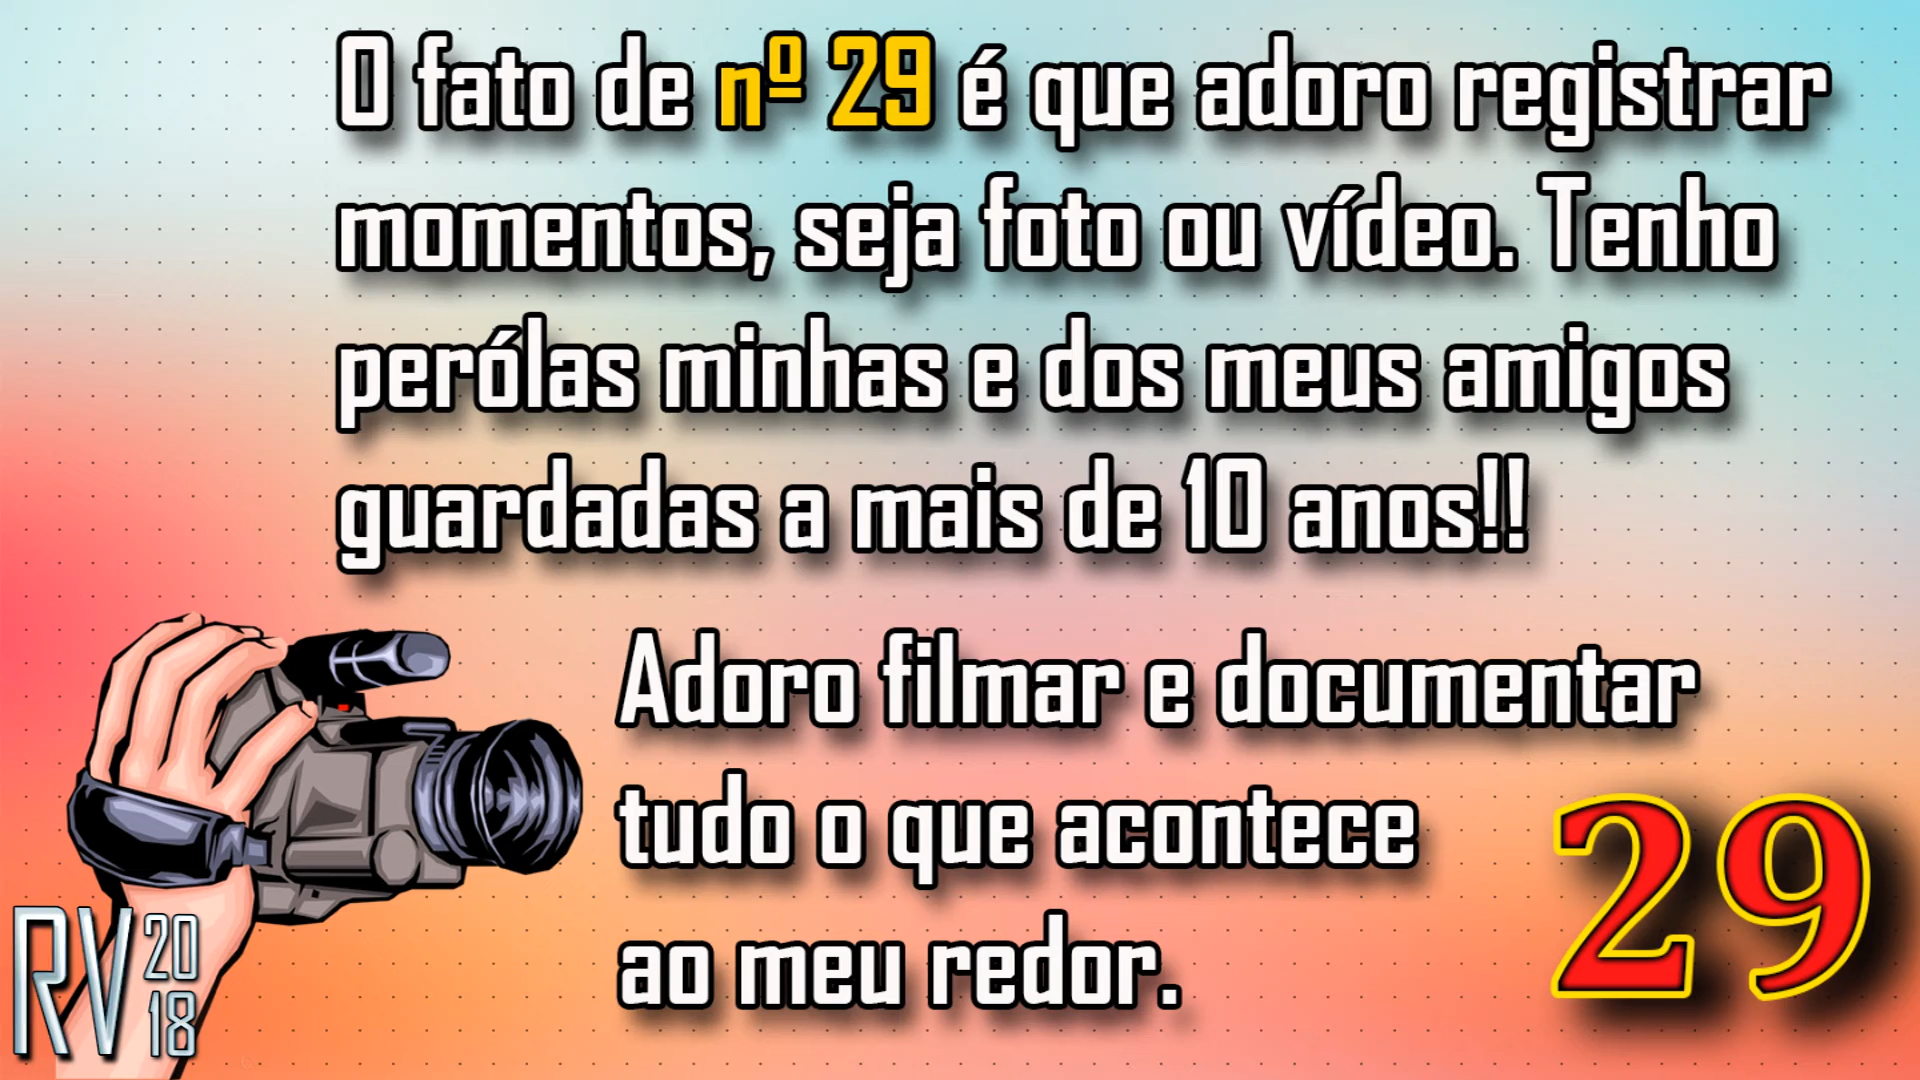 O fato de nº 29 é que adoro registrar
momentos, seja foto ou vídeo. Tenho
perólas minhas e dos meus amigos
guardadas a mais de 10 anos!!
Adoro filmar e documentar
tudo o que acontece
ao meu redor.
29
RV 20
18